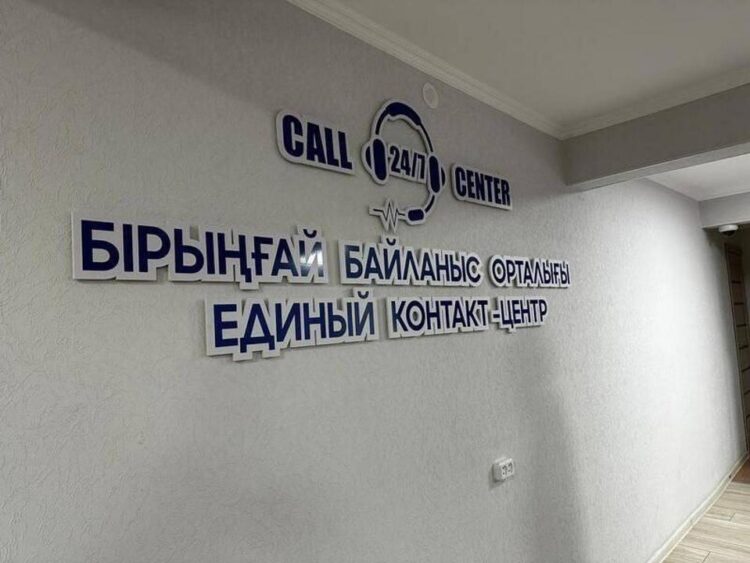 CALL 24/7 CENTER
БІРЫҢҒАЙ БАЙЛАНЫС ОРТАЛЫҒЫ
ЕДИНЫЙ КОНТАКТ-ЦЕНТР